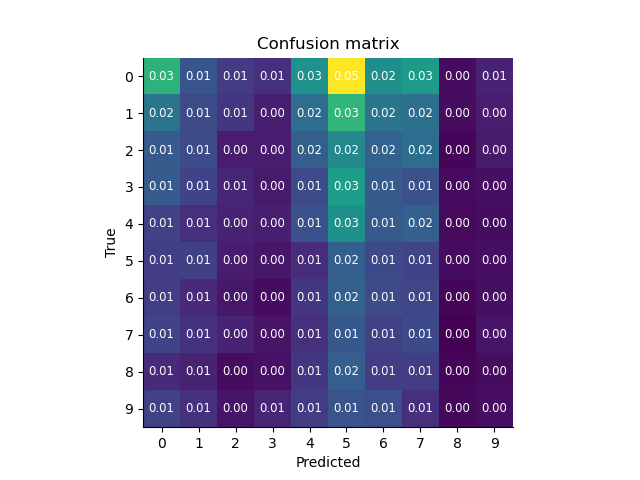 Confusion matrix
0 0.03 0.01 0.01 0.01 0.03 0.05 0.02 0.03 0.00 0.01
1 0.02 0.01 0.01 0.00 0.02 0.03 0.02 0.02 0.00 0.00
2 0.01 0.01 0.00 0.00 0.02 0.02 0.02 0.02 0.00 0.00
3 0.01 0.01 0.01 0.00 0.01 0.03 0.01 0.01 0.00 0.00
4 0.01 0.01 0.00 0.00 0.01 0.03 0.01 0.02 0.00 0.00
5 0.01 0.01 0.00 0.00 0.01 0.02 0.01 0.01 0.00 0.00
6 0.01 0.01 0.00 0.00 0.01 0.02 0.01 0.01 0.00 0.00
7 0.01 0.01 0.00 0.00 0.01 0.01 0.01 0.01 0.00 0.00
8 0.01 0.01 0.00 0.00 0.01 0.02 0.01 0.01 0.00 0.00
9 0.01 0.01 0.00 0.01 0.01 0.01 0.01 0.01 0.00 0.00
True
0 1 2 3 4 5 6 7 8 9
Predicted